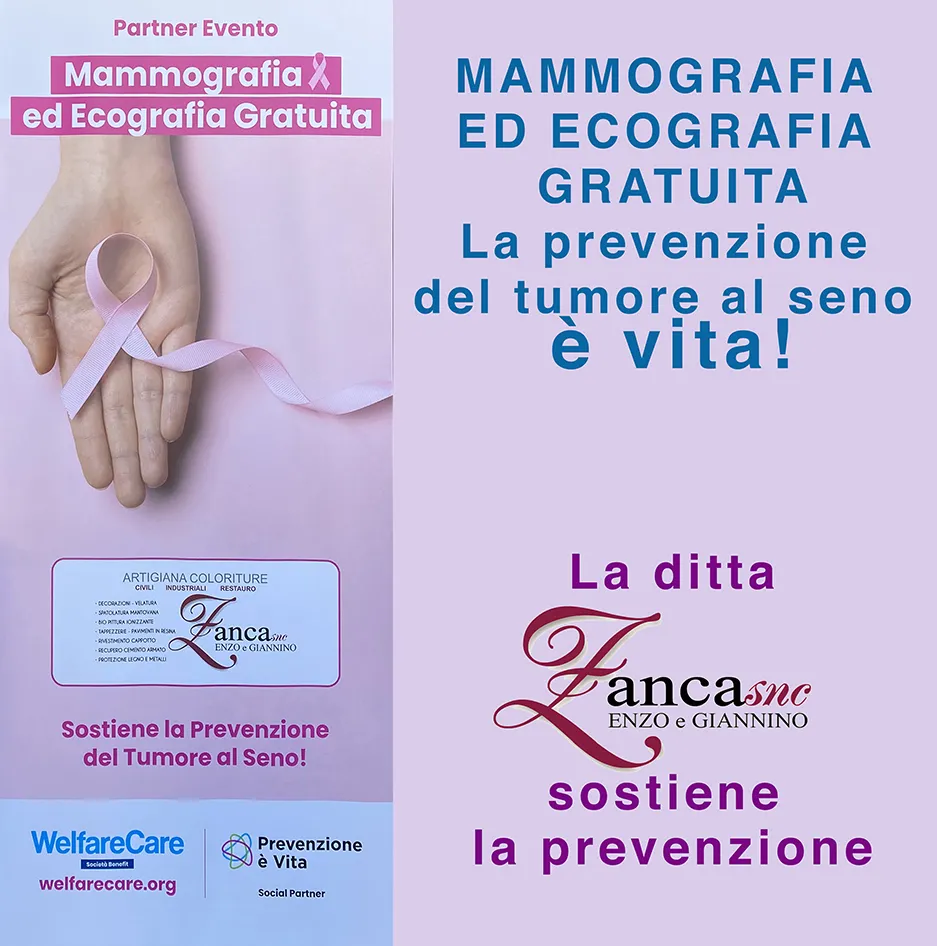 Partner Evento
Mammografia
ed Ecografia Gratuita
ARTIGIANA COLORITURE
CIVILI INDUSTRIALI RESTAURO
• DECORAZIONI - VELATURA
• SPATOLATURA MANTOVANA
• BIO PITTURA IONIZZANTE
• TAPPEZZERIE - PAVIMENTI IN RESINA
• RIVESTIMENTO CAPPOTTO
• RECUPERO CEMENTO ARMATO
• PROTEZIONE LEGNO E METALLI
Zanca snc
ENZO e GIANNINO
Sostiene la Prevenzione
del Tumore al Seno!
WelfareCare
Società Benefit
welfarecare.org
Prevenzione
è Vita
Social Partner
MAMMOGRAFIA
ED ECOGRAFIA
GRATUITA
La prevenzione
del tumore al seno
è vita!
La ditta
Zanca snc
ENZO e GIANNINO
sostiene
la prevenzione